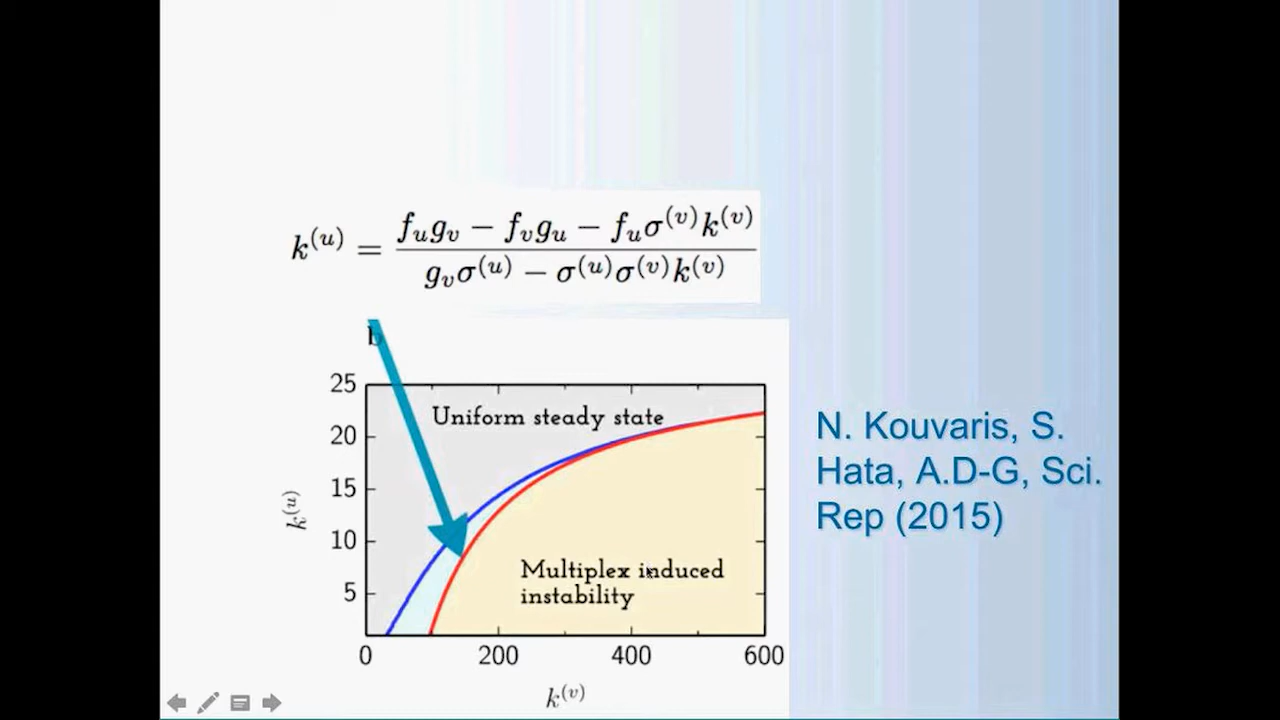 k^{(u)} = \frac{f_u g_v - f_v g_u - f_u σ^{(v)} k^{(v)}}{g_v σ^{(u)} - σ^{(u)} σ^{(v)} k^{(v)}}
b
25
Uniform steady state
20
15
10
5
k^{(u)}
Multiplex induced
instability
0 200 400 600
k^{(v)}
N. Kouvaris, S.
Hata, A.D-G, Sci.
Rep (2015)